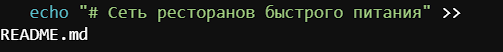 echo "# Сеть ресторанов быстрого питания" >>
README.md